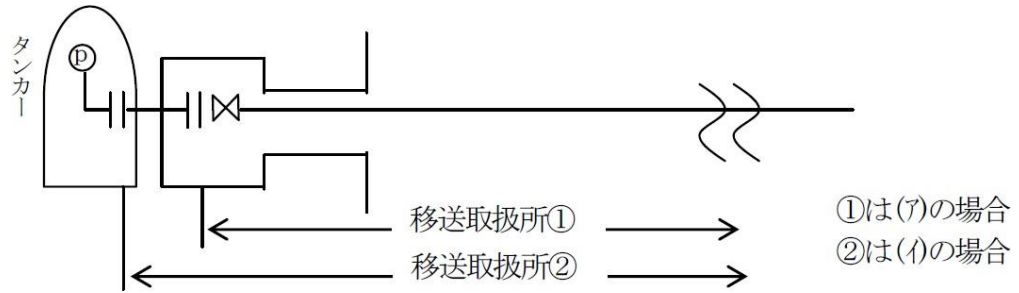 タンカー
p
移送取扱所①
移送取扱所②
①は(ｱ)の場合
②は(ｲ)の場合